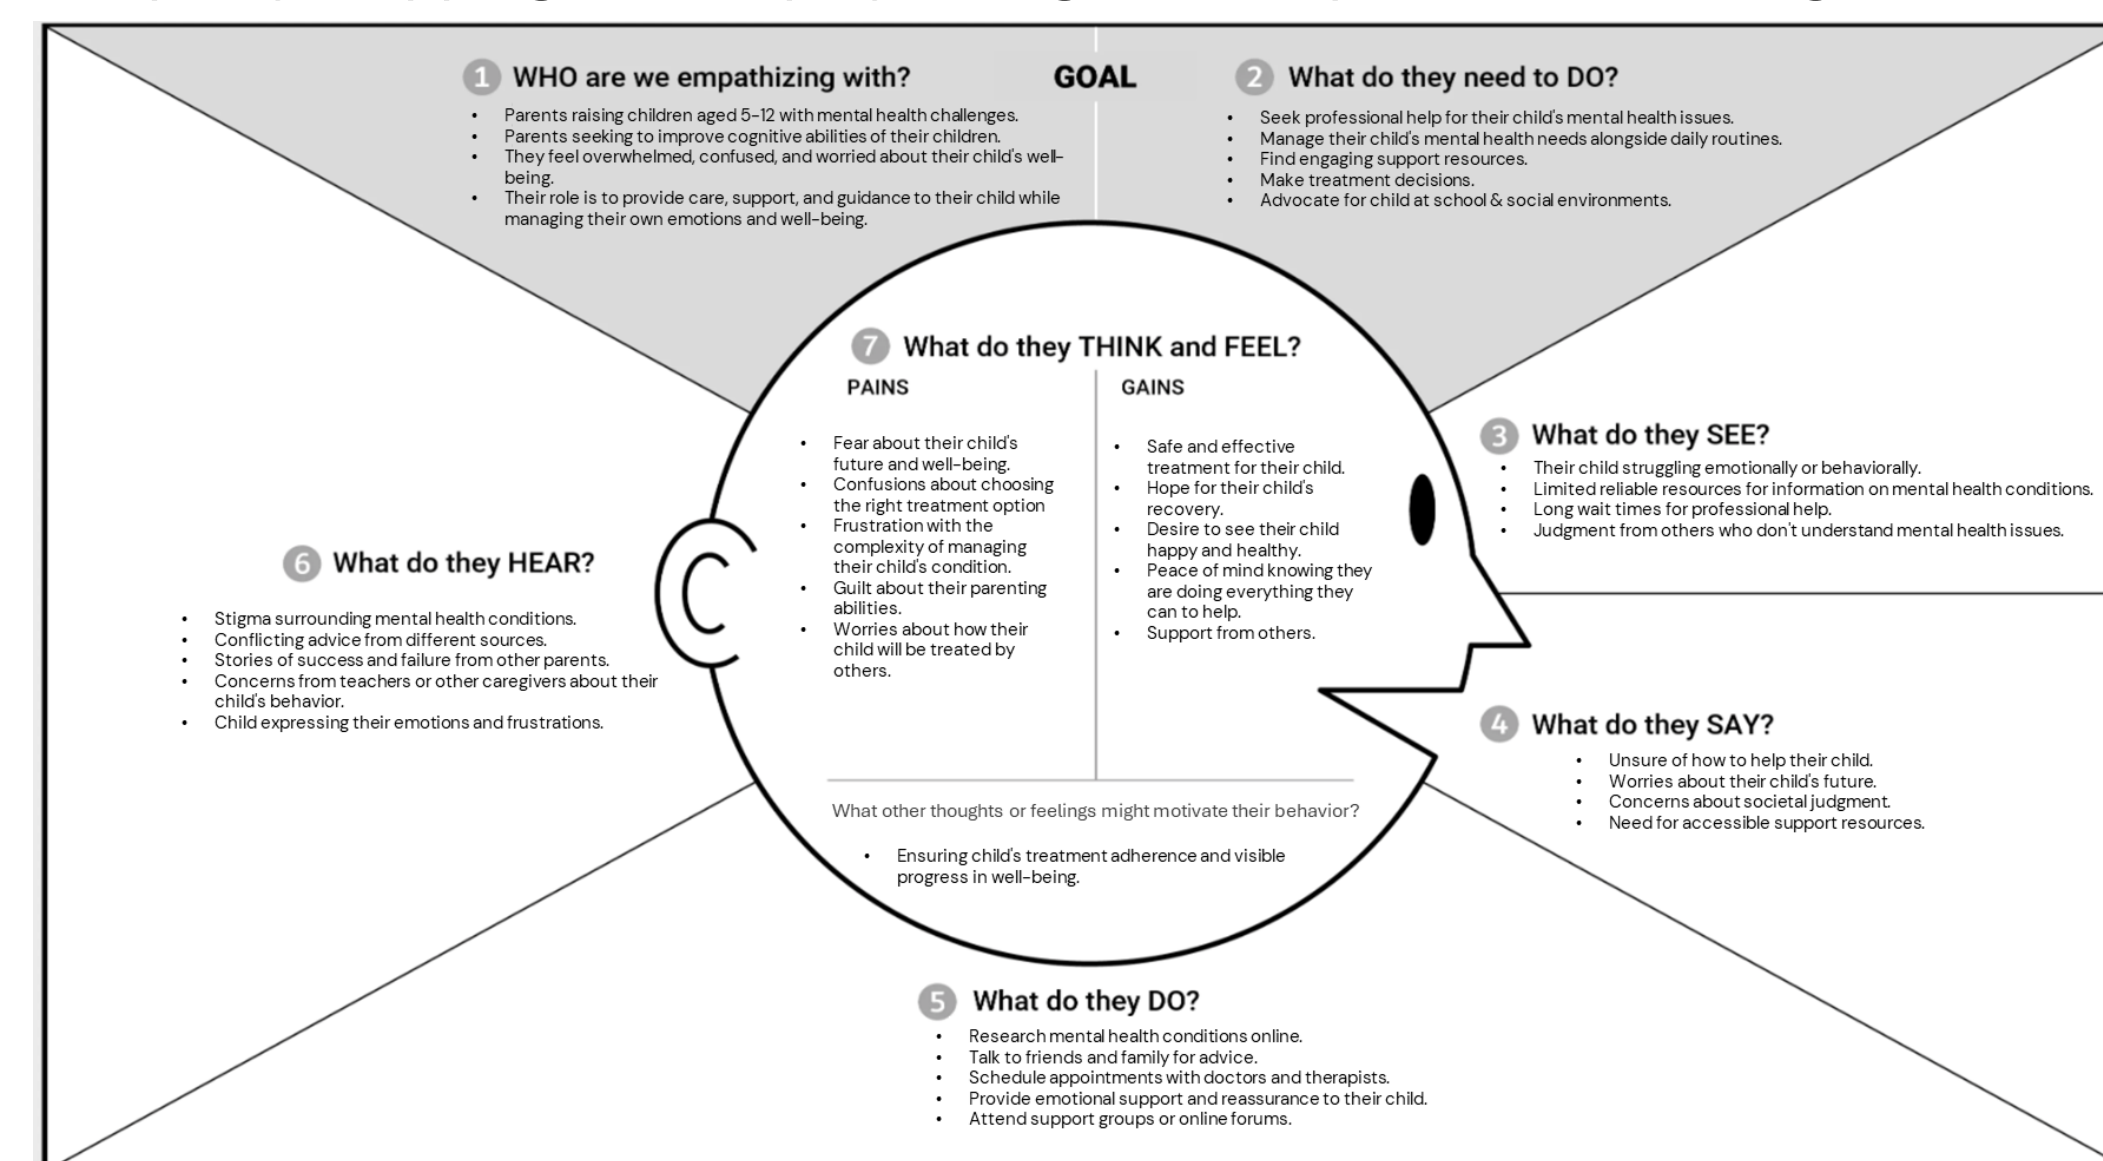 1 WHO are we empathizing with?
• Parents raising children aged 5-12 with mental health challenges.
• Parents seeking to improve cognitive abilities of their children.
• They feel overwhelmed, confused, and worried about their child's well-
being.
• Their role is to provide care, support, and guidance to their child while
managing their own emotions and well-being.
GOAL
2 What do they need to DO?
• Seek professional help for their child's mental health issues.
• Manage their child's mental health needs alongside daily routines.
• Find engaging support resources.
• Make treatment decisions.
• Advocate for child at school & social environments.
3 What do they SEE?
• Their child struggling emotionally or behaviorally.
• Limited reliable resources for information on mental health conditions.
• Long wait times for professional help.
• Judgment from others who don't understand mental health issues.
4 What do they SAY?
• Unsure of how to help their child.
• Worries about their child's future.
• Concerns about societal judgment.
• Need for accessible support resources.
5 What do they DO?
• Research mental health conditions online.
• Talk to friends and family for advice.
• Schedule appointments with doctors and therapists.
• Provide emotional support and reassurance to their child.
• Attend support groups or online forums.
6 What do they HEAR?
• Stigma surrounding mental health conditions.
• Conflicting advice from different sources.
• Stories of success and failure from other parents.
• Concerns from teachers or other caregivers about their
child's behavior.
• Child expressing their emotions and frustrations.
7 What do they THINK and FEEL?
PAINS
• Fear about their child's
future and well-being.
• Confusions about choosing
the right treatment option
• Frustration with the
complexity of managing
their child's condition.
• Guilt about their parenting
abilities.
• Worries about how their
child will be treated by
others.
GAINS
• Safe and effective
treatment for their child.
• Hope for their child's
recovery.
• Desire to see their child
happy and healthy.
• Peace of mind knowing they
are doing everything they
can to help.
• Support from others.
What other thoughts or feelings might motivate their behavior?
• Ensuring child's treatment adherence and visible
progress in well-being.